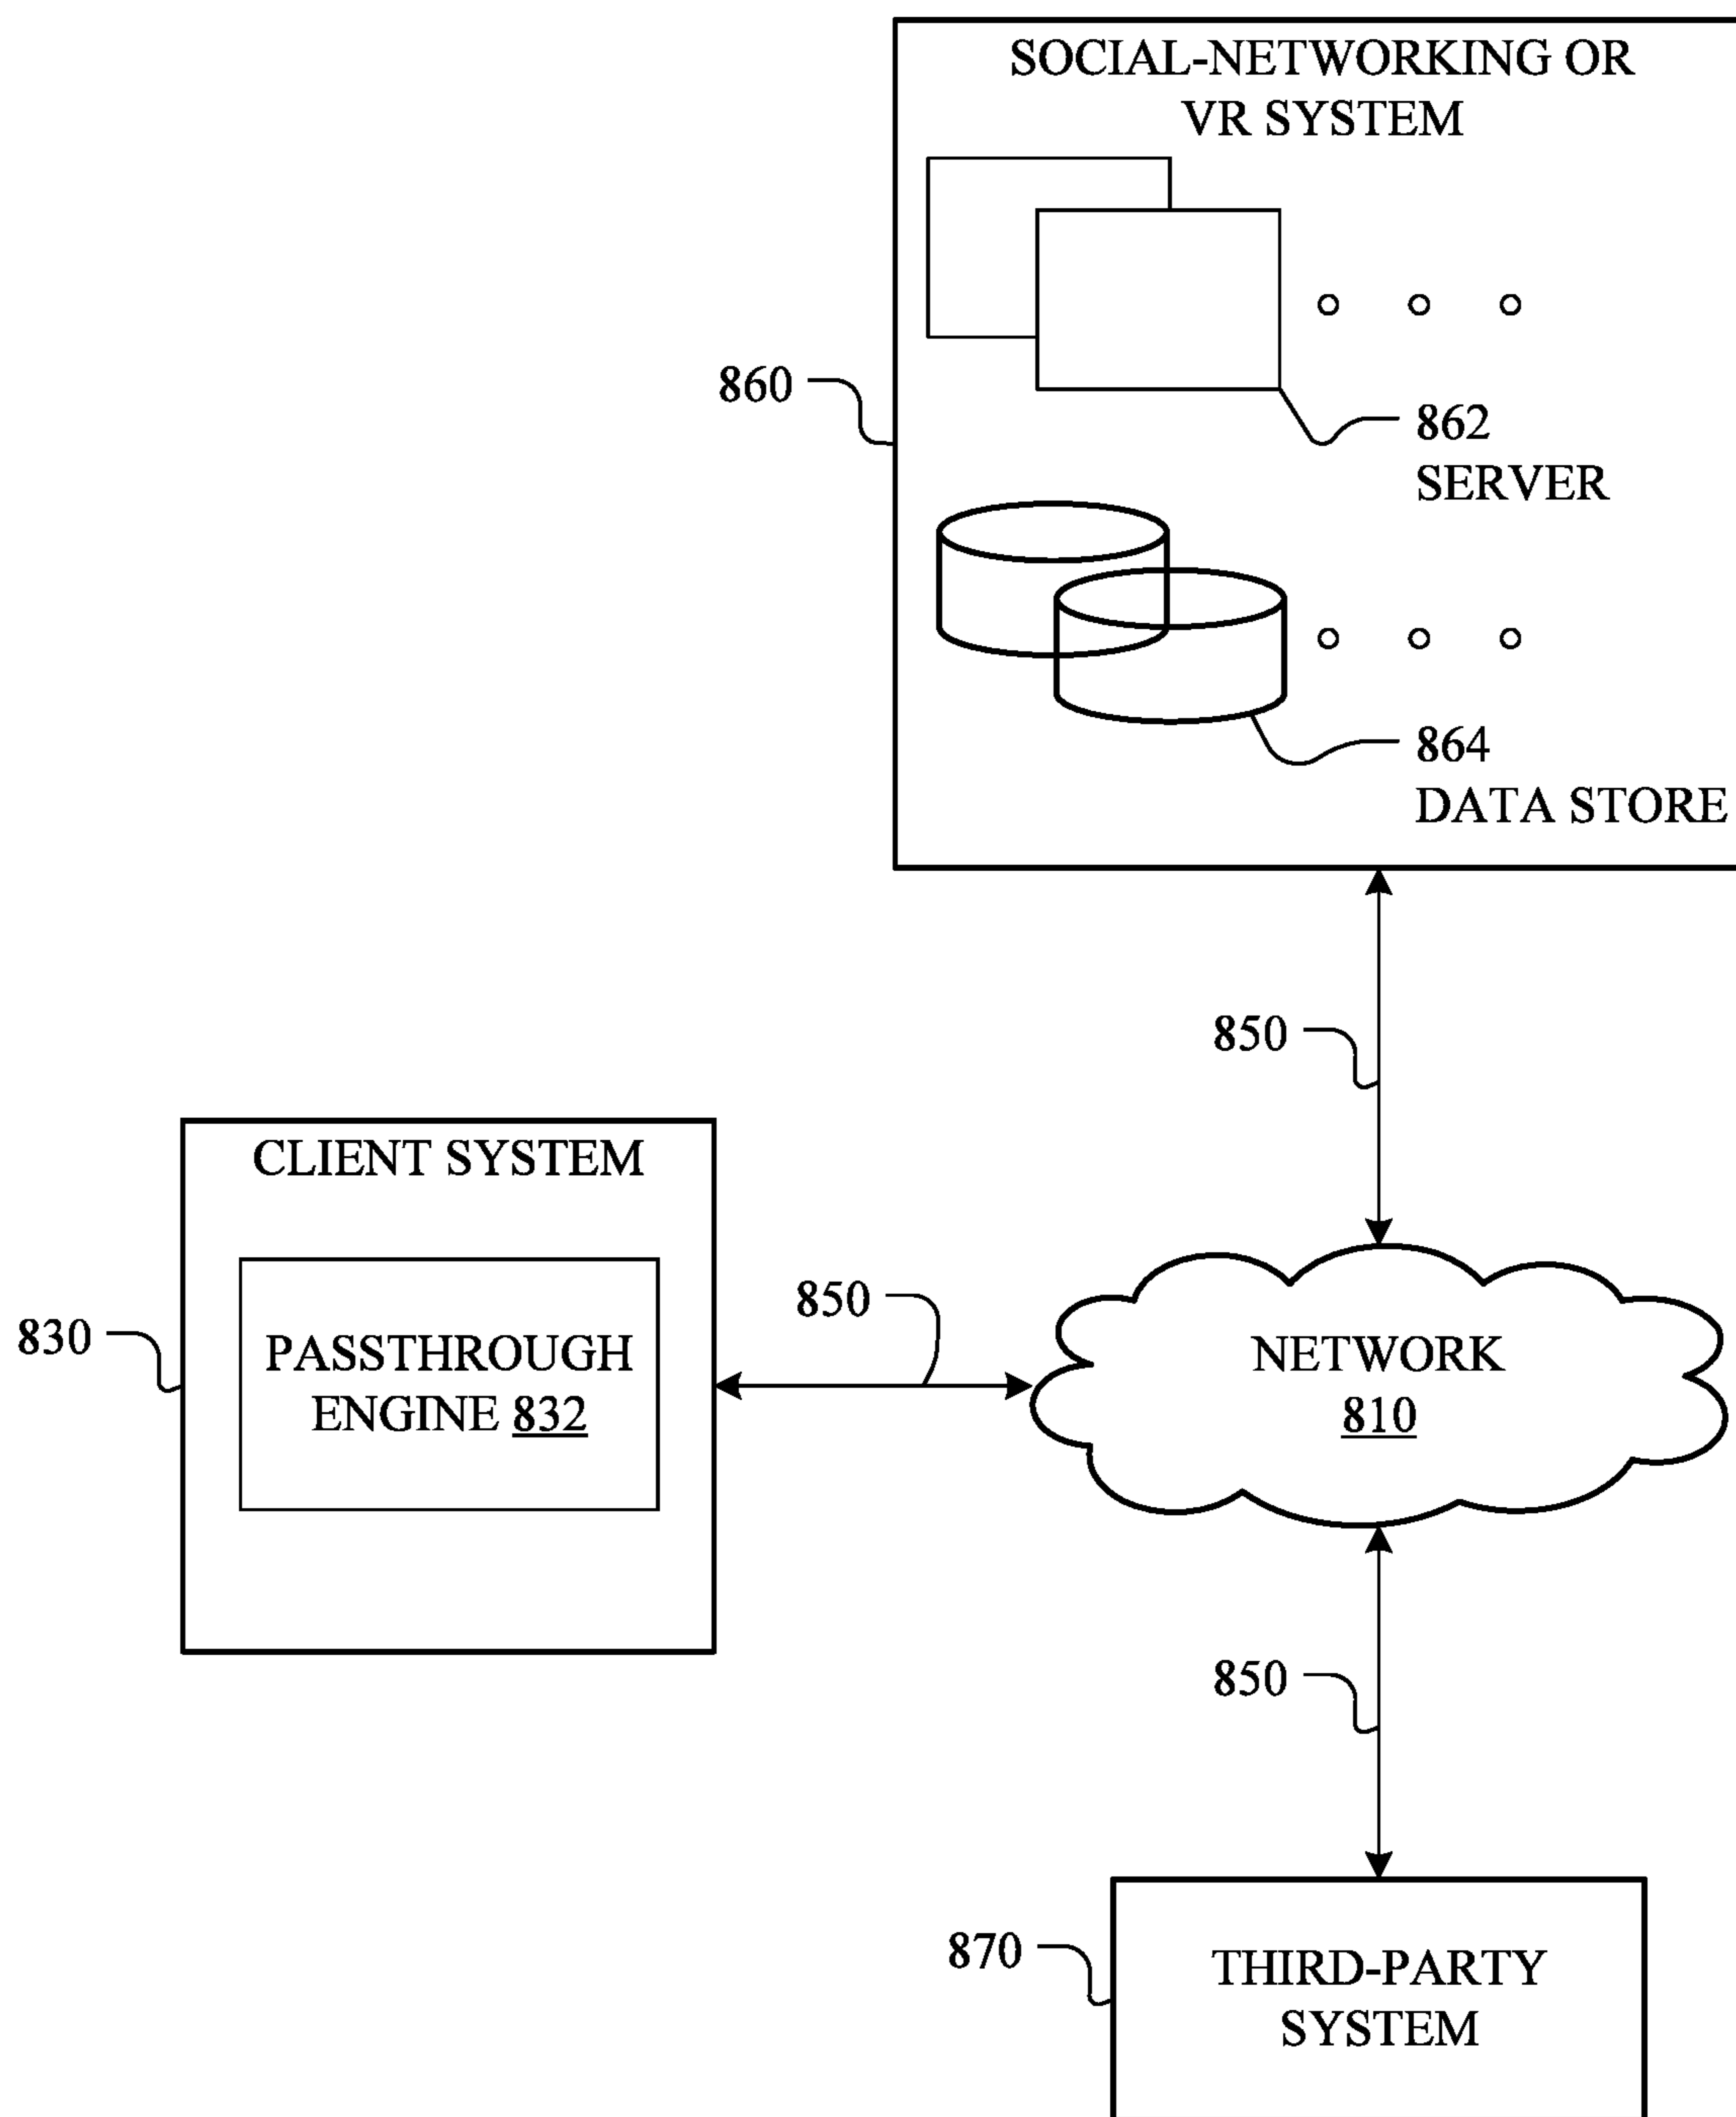 SOCIAL-NETWORKING OR
VR SYSTEM
860
862
SERVER
864
DATA STORE
850
CLIENT SYSTEM
830
PASSTHROUGH
ENGINE 832
850
NETWORK
810
850
870
THIRD-PARTY
SYSTEM